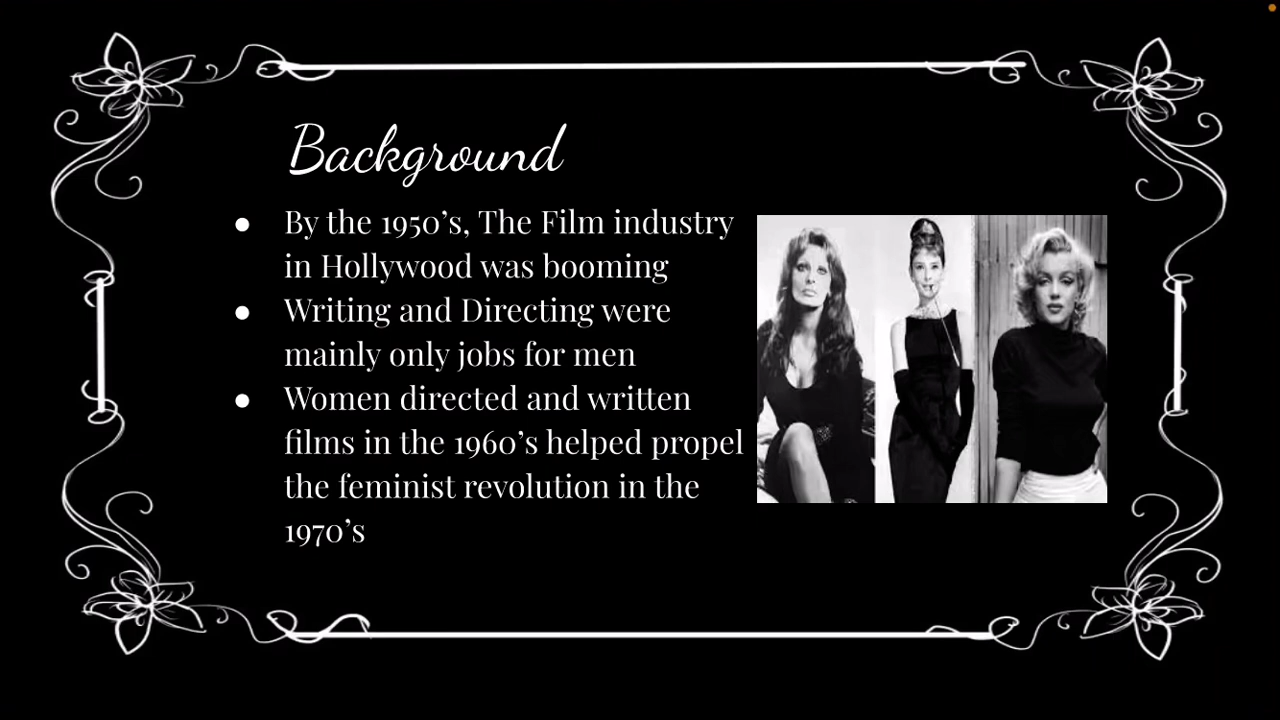 Background
● By the 1950’s, The Film industry
in Hollywood was booming
● Writing and Directing were
mainly only jobs for men
● Women directed and written
films in the 1960’s helped propel
the feminist revolution in the
1970’s